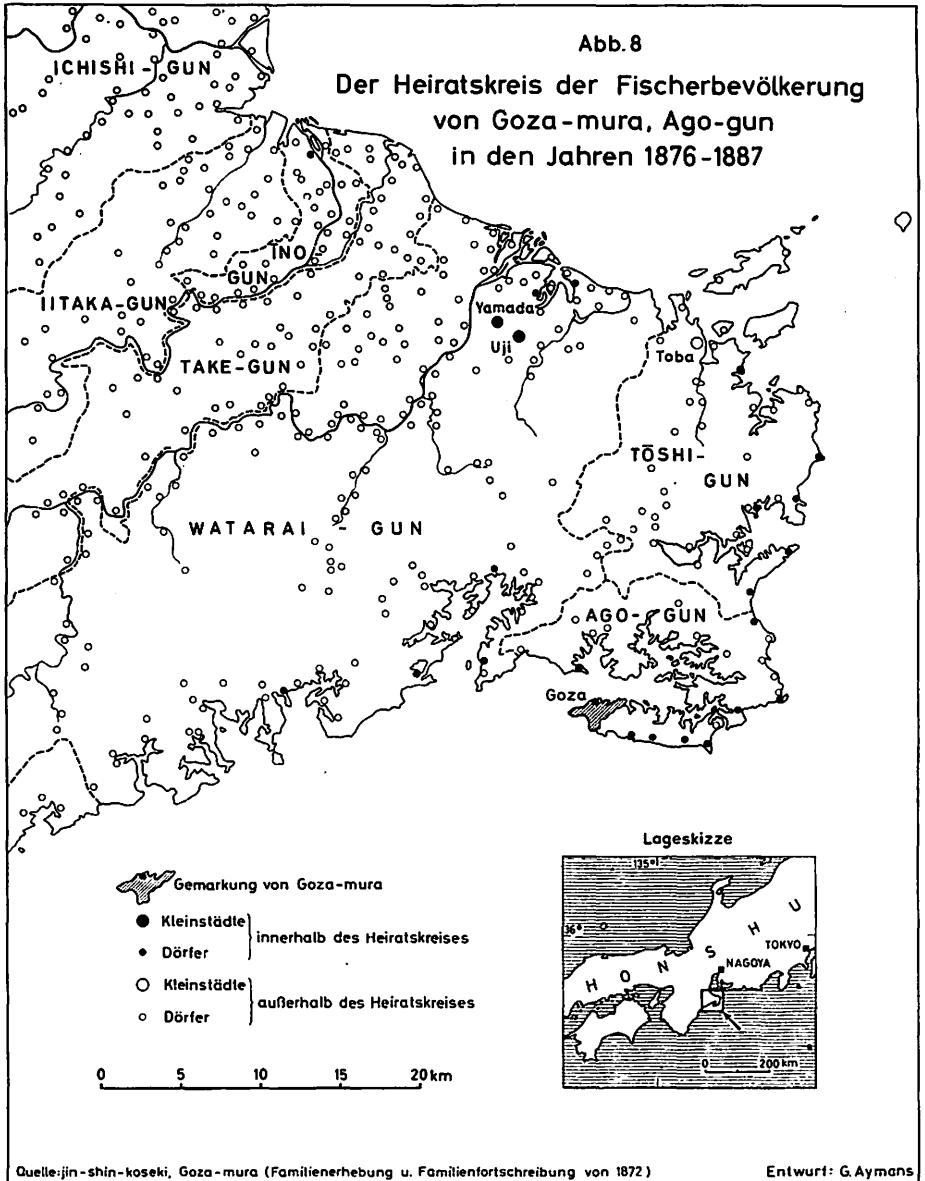 Abb. 8
Der Heiratskreis der Fischerbevölkerung
von Goza-mura, Ago-gun
in den Jahren 1876-1887
ICHISHI - GUN
INO
GUN
IITAKA-GUN
TAKE-GUN
Yamada
Uji
Toba
TŌSHI-
GUN
WATARAI - GUN
AGO- GUN
Goza
Lageskizze
135°
36°
HONSHU
TOKYO
NAGOYA
0 200 km
Gemarkung von Goza-mura
Kleinstädte
Dörfer
innerhalb des Heiratskreises
Kleinstädte
Dörfer
außerhalb des Heiratskreises
0 5 10 15 20 km
Quelle: jin-shin-koseki, Goza-mura (Familienerhebung u. Familienfortschreibung von 1872)
Entwurf: G. Aymans